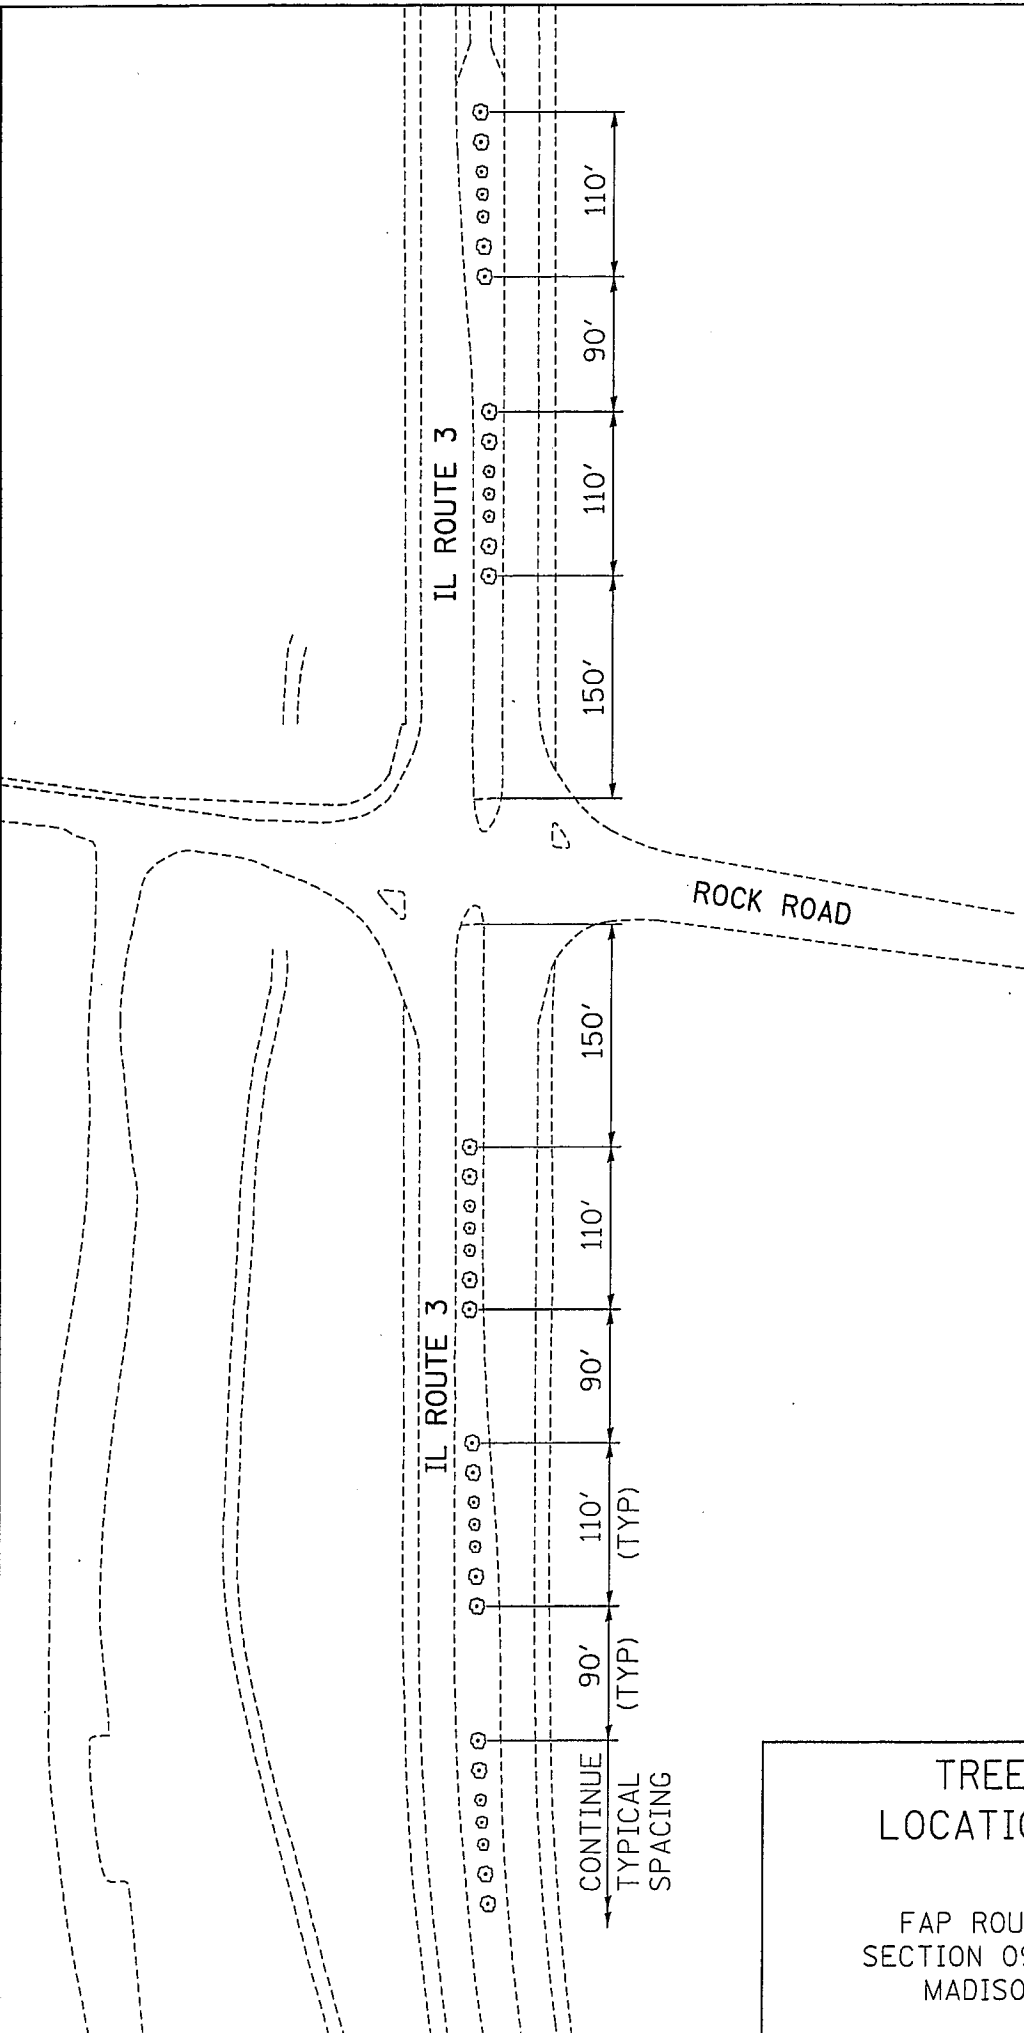 110'
90'
IL ROUTE 3
110'
150'
ROCK ROAD
150'
110'
IL ROUTE 3
90'
110'
(TYP)
90'
(TYP)
CONTINUE
TYPICAL
SPACING
TREE
LOCATIO
FAP ROU
SECTION 09
MADISO